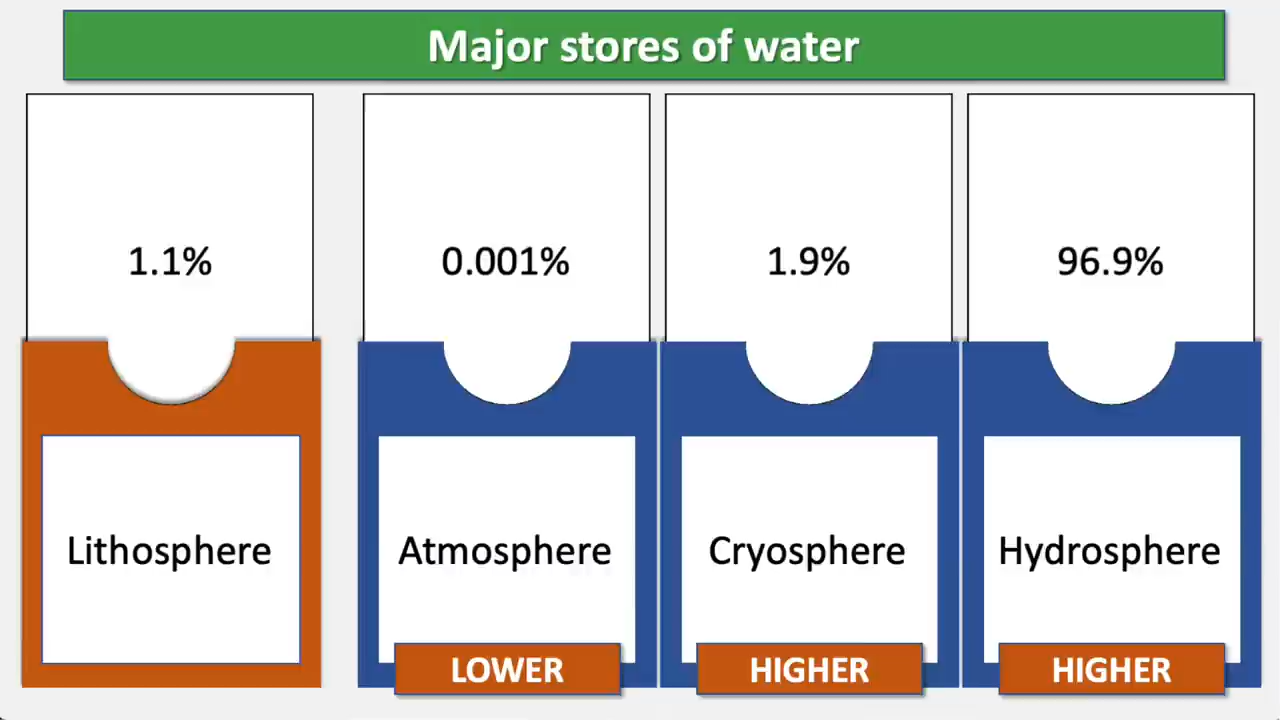 Major stores of water
1.1%
0.001%
1.9%
96.9%
Lithosphere
Atmosphere
Cryosphere
Hydrosphere
LOWER
HIGHER
HIGHER